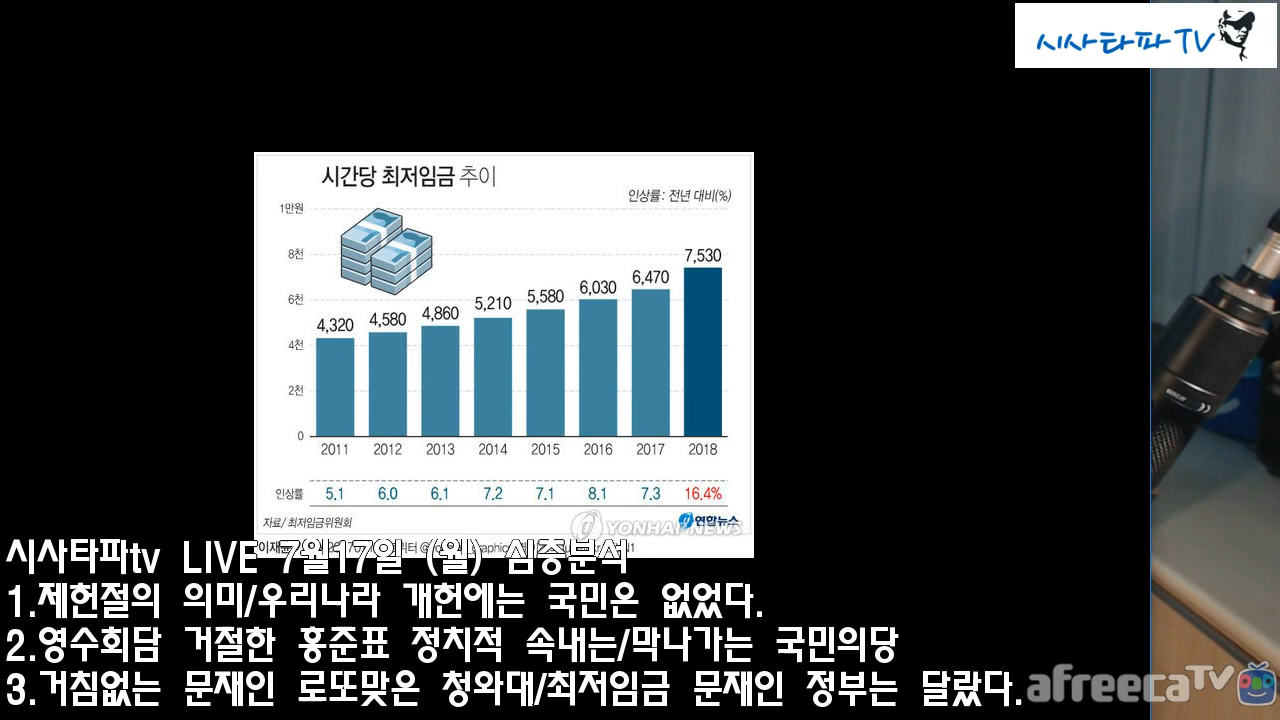 시사타파TV
시간당 최저임금 추이
인상률: 전년 대비(%)
1만원
8천
6천
4천
2천
0
4,320
4,580
4,860
5,210
5,580
6,030
6,470
7,530
2011 2012 2013 2014 2015 2016 2017 2018
인상률 5.1 6.0 6.1 7.2 7.1 8.1 7.3 16.4%
자료/ 최저임금위원회
YONHAP NEWS
연합뉴스
시사타파tv LIVE 7월17일 (월) 심층분석
1.제헌절의 의미/우리나라 개헌에는 국민은 없었다.
2.영수회담 거절한 홍준표 정치적 속내는/막나가는 국민의당
3.거침없는 문재인 로또맞은 청와대/최저임금 문재인 정부는 달랐다.
afreecaTV